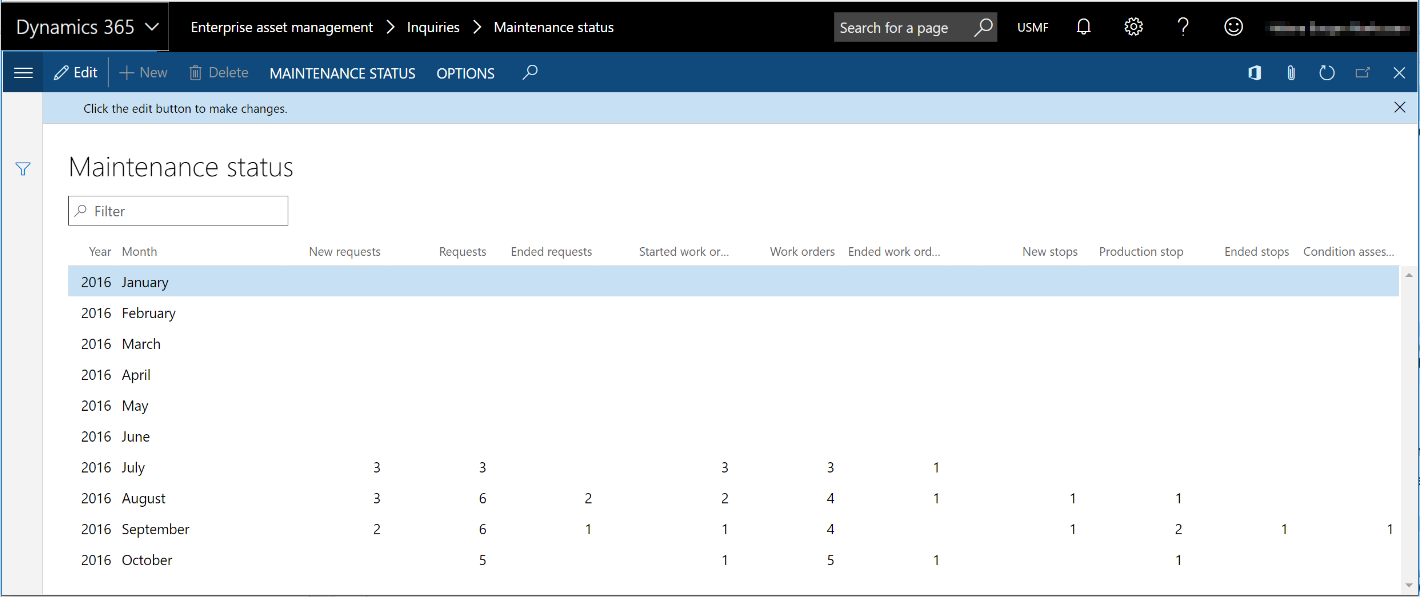 Dynamics 365 Enterprise asset management Inquiries Maintenance status Search for a page USMF
Edit New Delete MAINTENANCE STATUS OPTIONS
Click the edit button to make changes.
Maintenance status
Filter
Year Month New requests Requests Ended requests Started work or... Work orders Ended work ord... New stops Production stop Ended stops Condition asses...
2016 January
2016 February
2016 March
2016 April
2016 May
2016 June
2016 July 3 3 3 3 1
2016 August 3 6 2 2 4 1 1 1
2016 September 2 6 1 1 4 1 2 1 1
2016 October 5 1 5 1 1